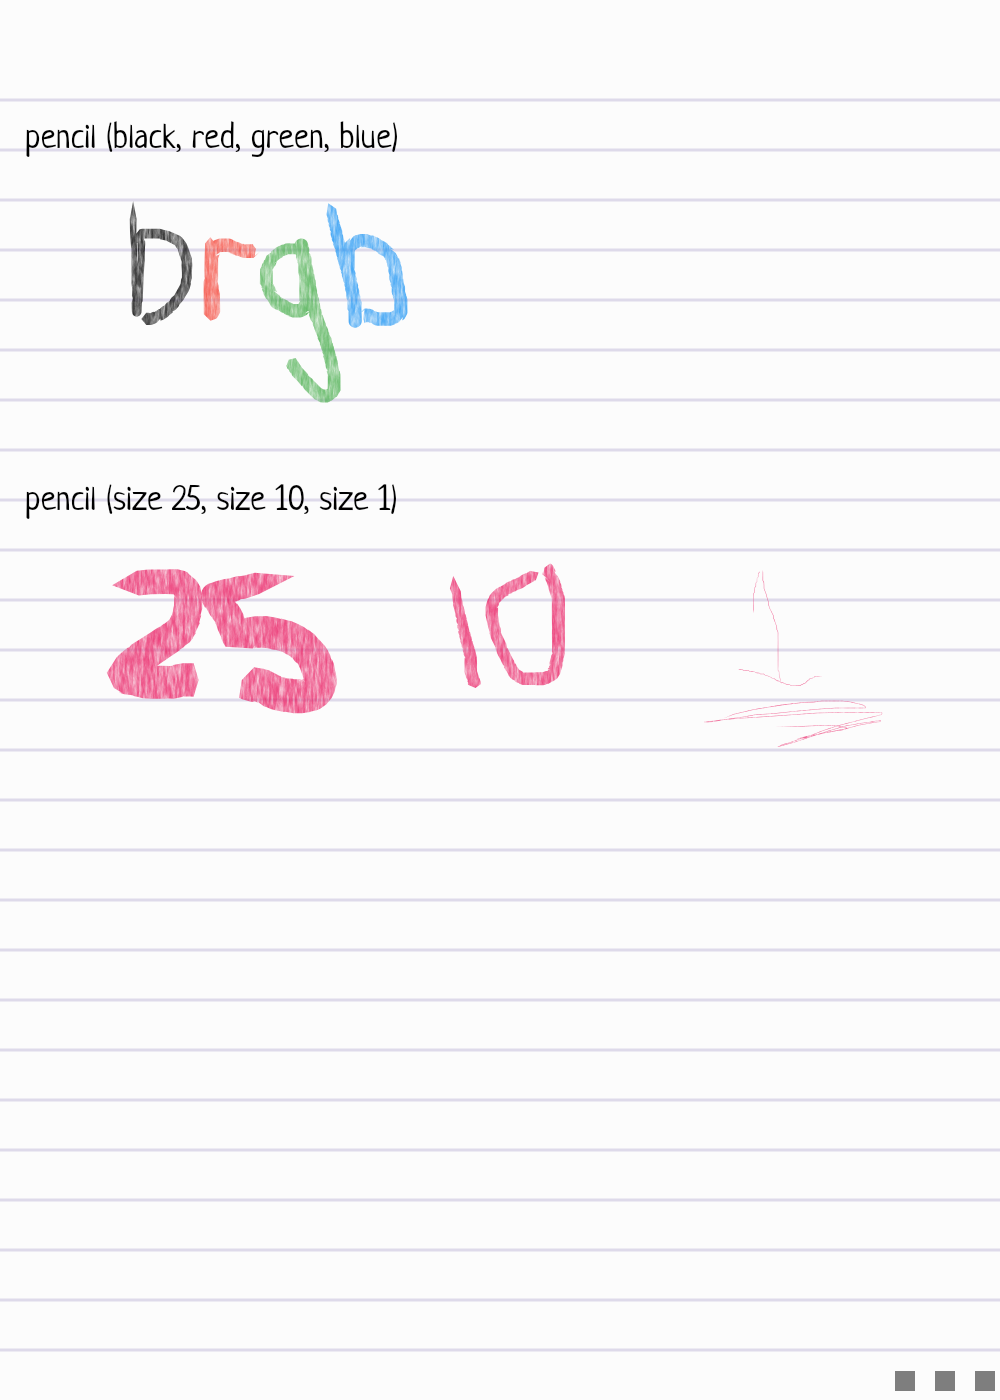 pencil (black, red, green, blue)
brgb
pencil (size 25, size 10, size 1)
25 10 1